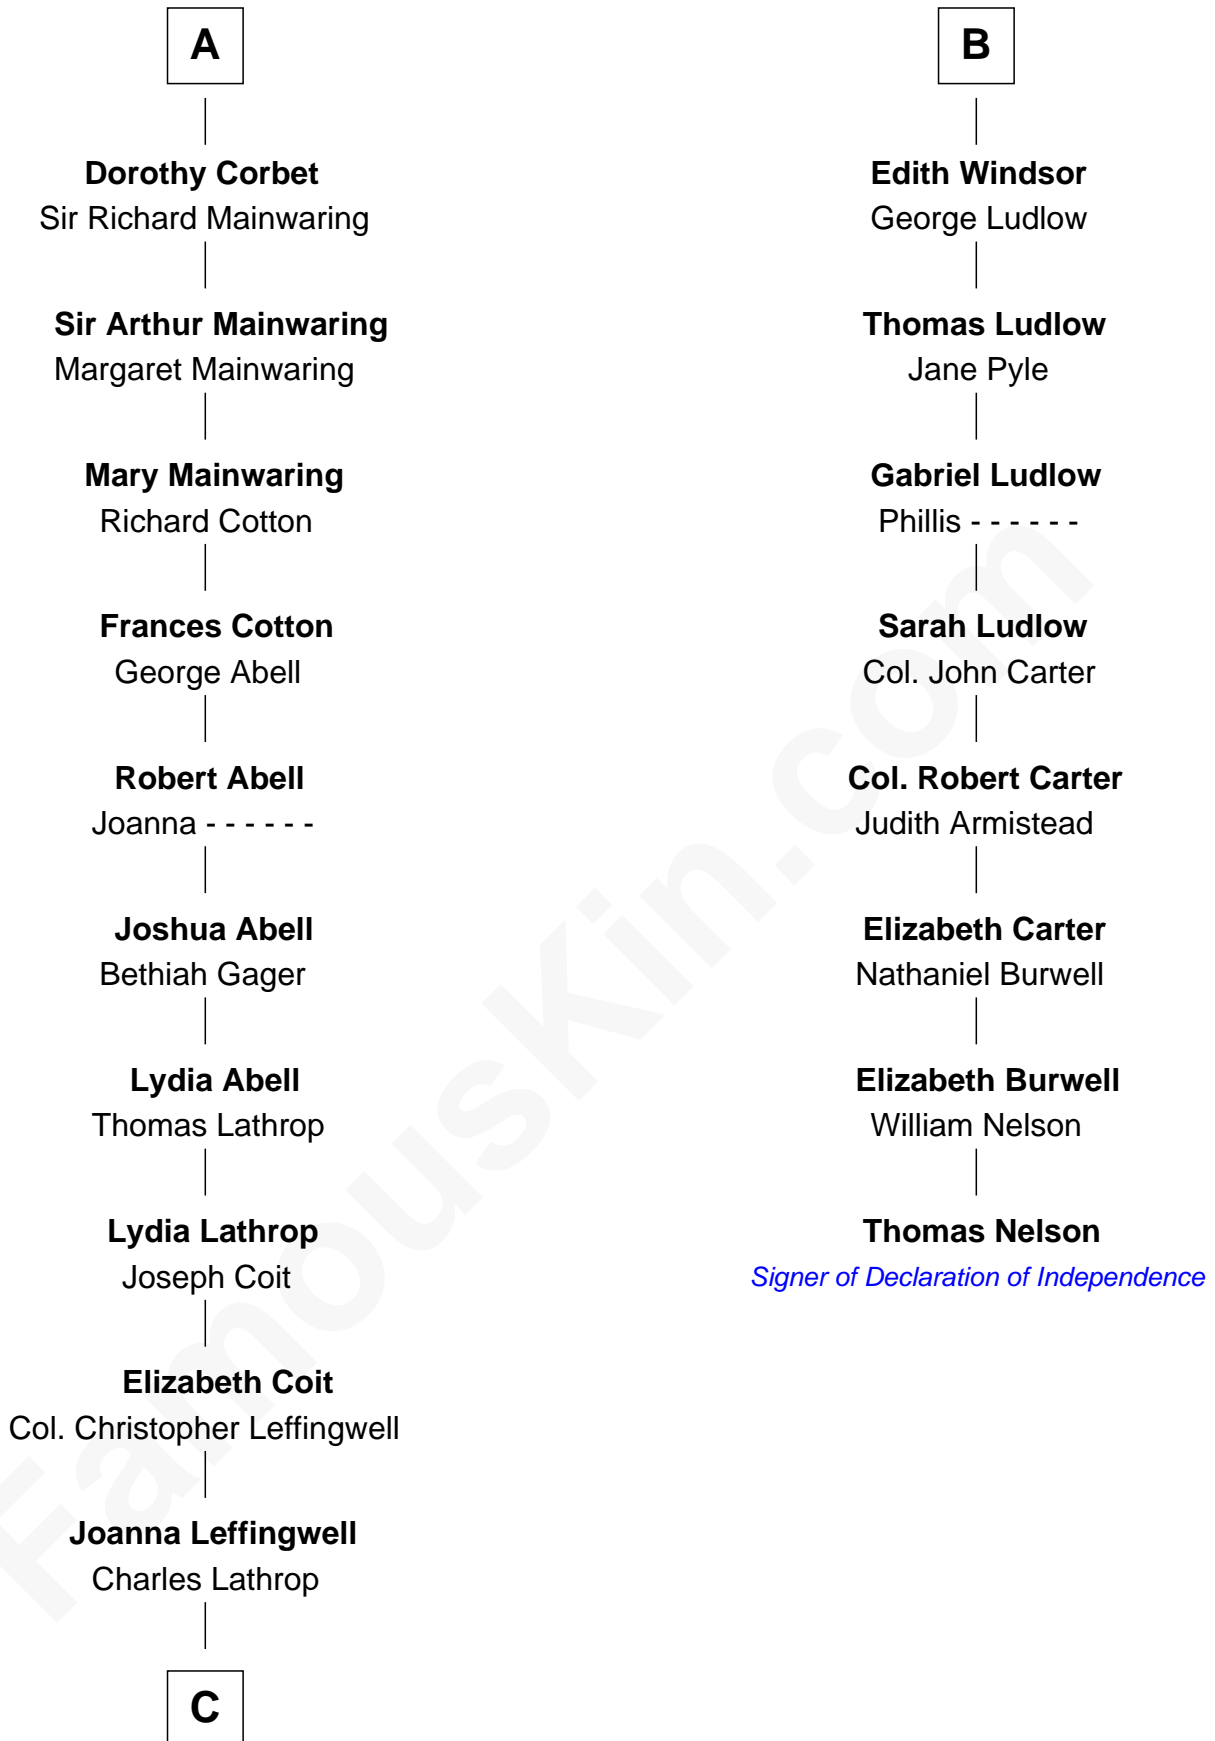 A
Dorothy Corbet
Sir Richard Mainwaring
Sir Arthur Mainwaring
Margaret Mainwaring
Mary Mainwaring
Richard Cotton
Frances Cotton
George Abell
Robert Abell
Joanna - - - - - -
Joshua Abell
Bethiah Gager
Lydia Abell
Thomas Lathrop
Lydia Lathrop
Joseph Coit
Elizabeth Coit
Col. Christopher Leffingwell
Joanna Leffingwell
Charles Lathrop
C
B
Edith Windsor
George Ludlow
Thomas Ludlow
Jane Pyle
Gabriel Ludlow
Phillis - - - - - -
Sarah Ludlow
Col. John Carter
Col. Robert Carter
Judith Armistead
Elizabeth Carter
Nathaniel Burwell
Elizabeth Burwell
William Nelson
Thomas Nelson
Signer of Declaration of Independence
FamousKin.com